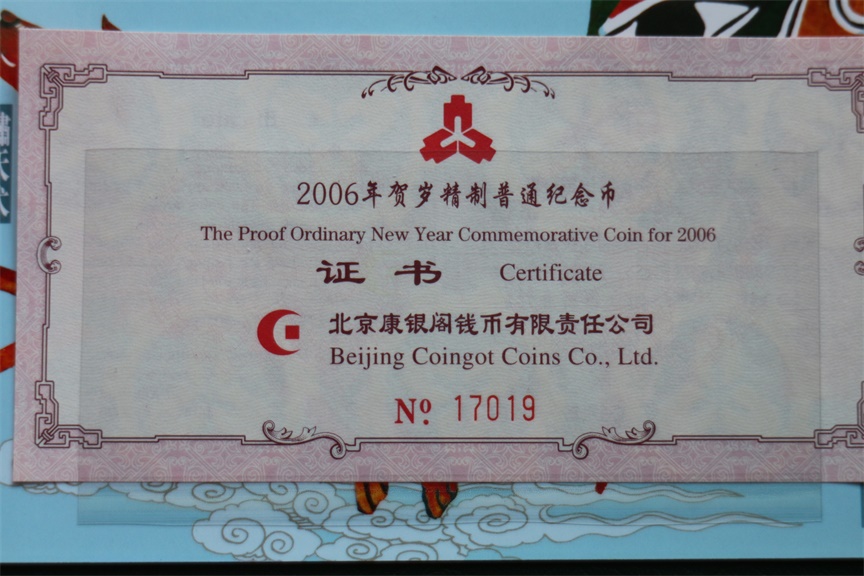 2006年贺岁精制普通纪念币
The Proof Ordinary New Year Commemorative Coin for 2006
证书 Certificate
北京康银阁钱币有限责任公司
Beijing Coingot Coins Co., Ltd.
Nº 17019